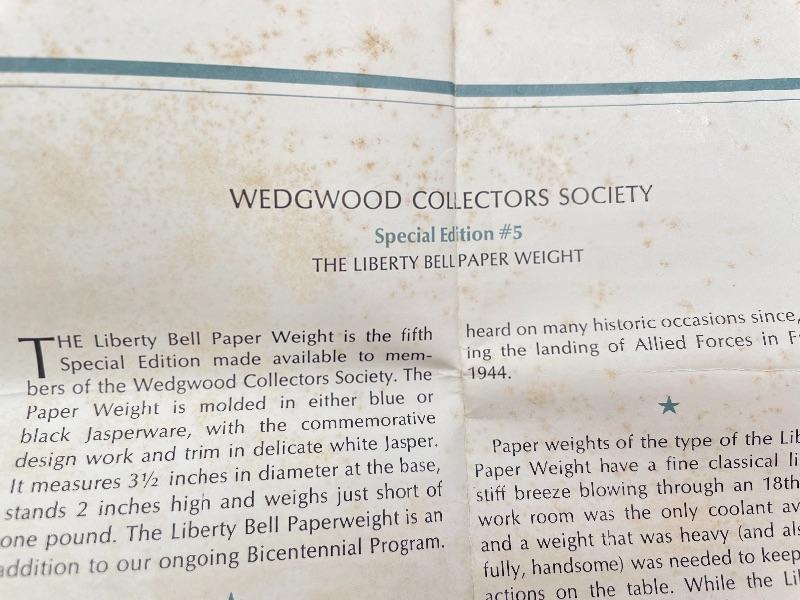 WEDGWOOD COLLECTORS SOCIETY
Special Edition #5
THE LIBERTY BELL PAPER WEIGHT
THE Liberty Bell Paper Weight is the fifth
Special Edition made available to mem-
bers of the Wedgwood Collectors Society. The
Paper Weight is molded in either blue or
black Jasperware, with the commemorative
design work and trim in delicate white Jasper.
It measures 3½ inches in diameter at the base,
stands 2 inches high and weighs just short of
one pound. The Liberty Bell Paperweight is an
addition to our ongoing Bicentennial Program.
heard on many historic occasions since,
ing the landing of Allied Forces in F
1944.
Paper weights of the type of the Lib
Paper Weight have a fine classical li
stiff breeze blowing through an 18th
work room was the only coolant av
and a weight that was heavy (and als
fully, handsome) was needed to keep
actions on the table. While the Lib